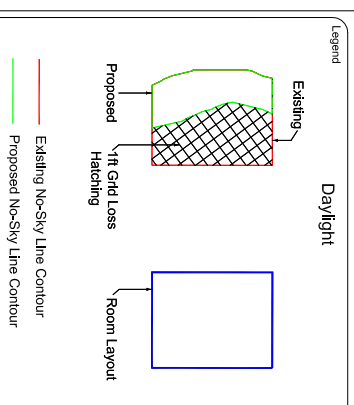 Legend
Daylight
Existing
Proposed
1ft Grid Loss
Hatching
Room Layout
Existing No-Sky Line Contour
Proposed No-Sky Line Contour